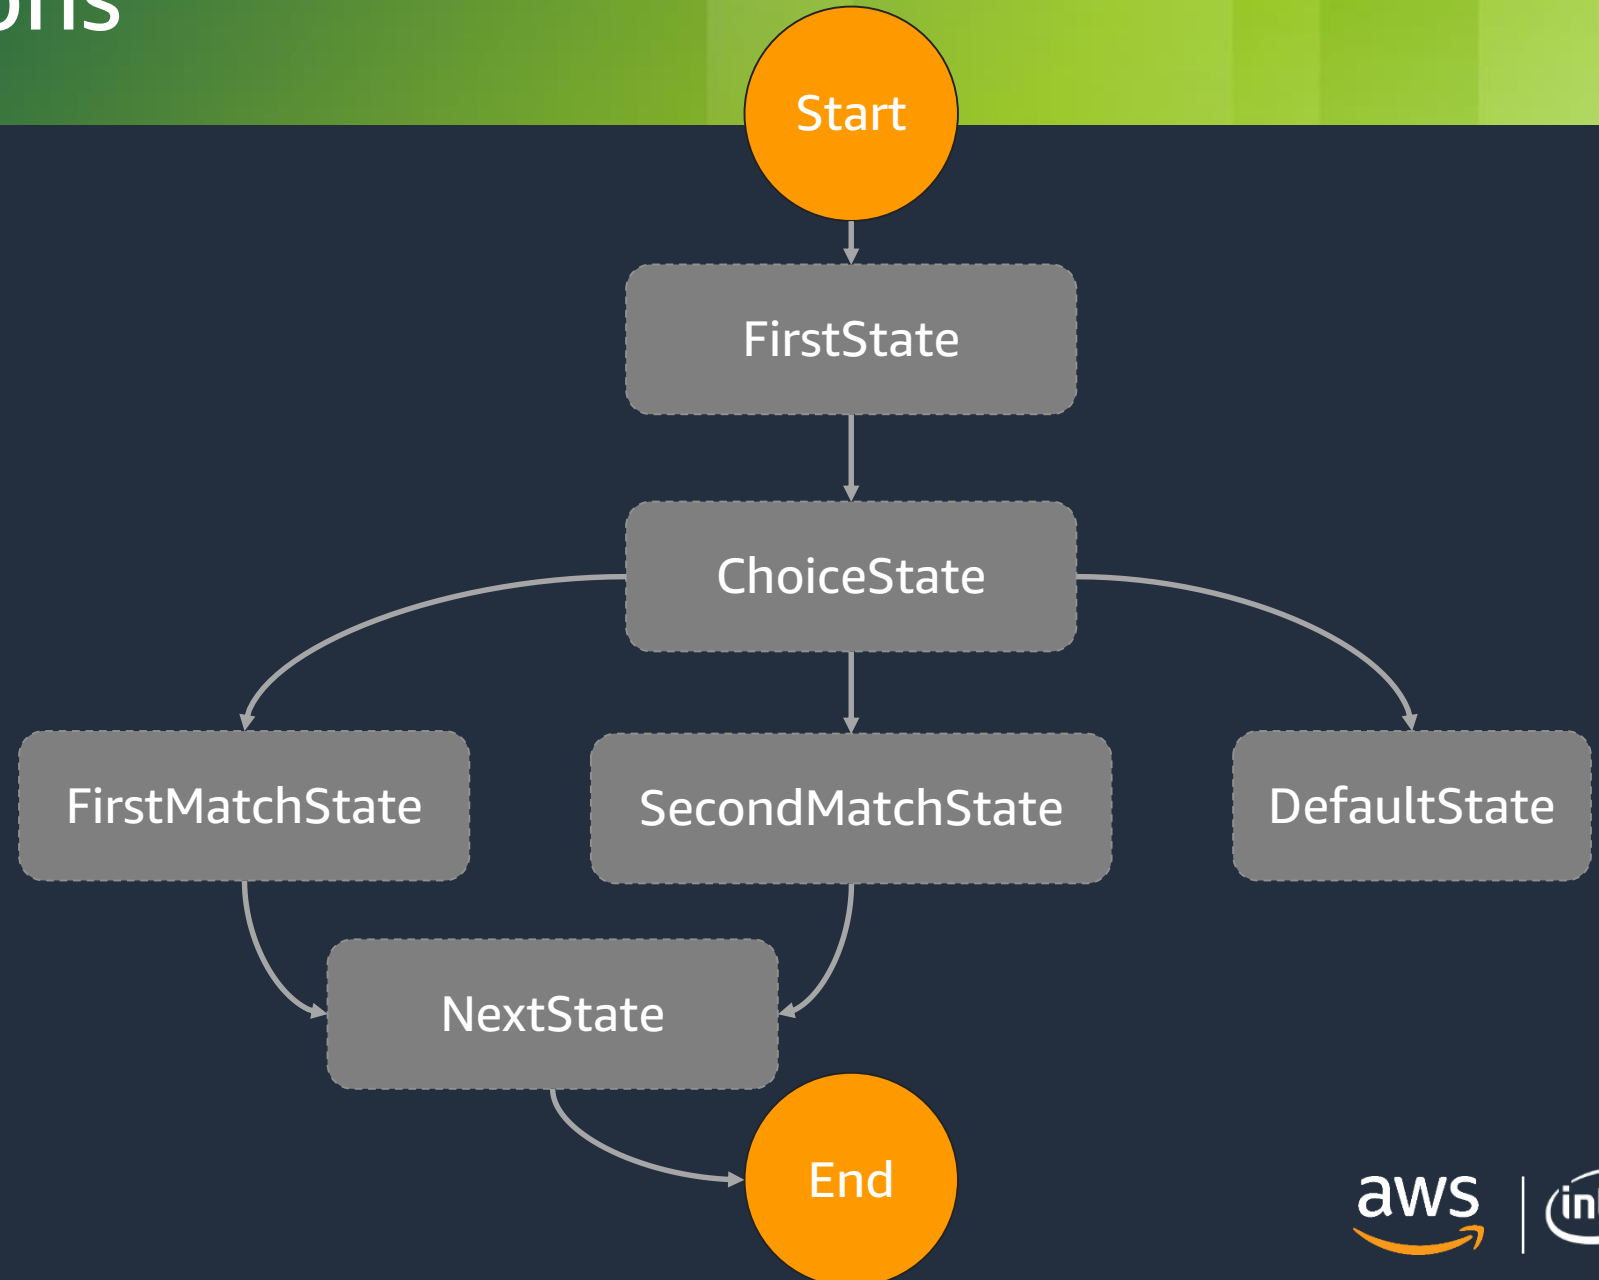 Start
FirstState
ChoiceState
FirstMatchState
SecondMatchState
DefaultState
NextState
End
aws